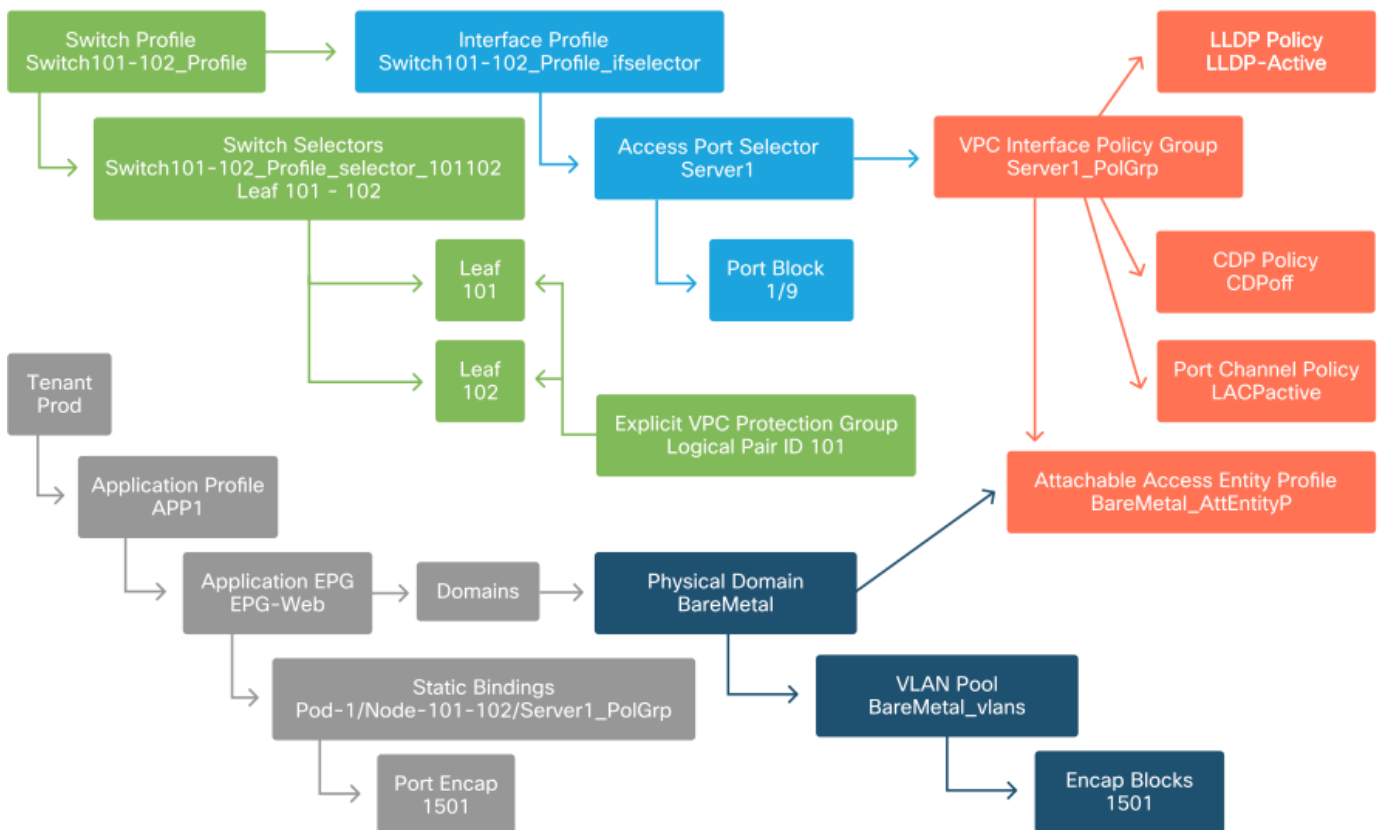 Switch Profile
Switch101-102_Profile
Interface Profile
Switch101-102_Profile_ifselector
LLDP Policy
LLDP-Active
Switch Selectors
Switch101-102_Profile_selector_101102
Leaf 101 - 102
Access Port Selector
Server1
VPC Interface Policy Group
Server1_PolGrp
Leaf
101
Port Block
1/9
CDP Policy
CDPoff
Leaf
102
Port Channel Policy
LACPactive
Tenant
Prod
Explicit VPC Protection Group
Logical Pair ID 101
Application Profile
APP1
Attachable Access Entity Profile
BareMetal_AttEntityP
Application EPG
EPG-Web
Domains
Physical Domain
BareMetal
Static Bindings
Pod-1/Node-101-102/Server1_PolGrp
VLAN Pool
BareMetal_vlans
Port Encap
1501
Encap Blocks
1501